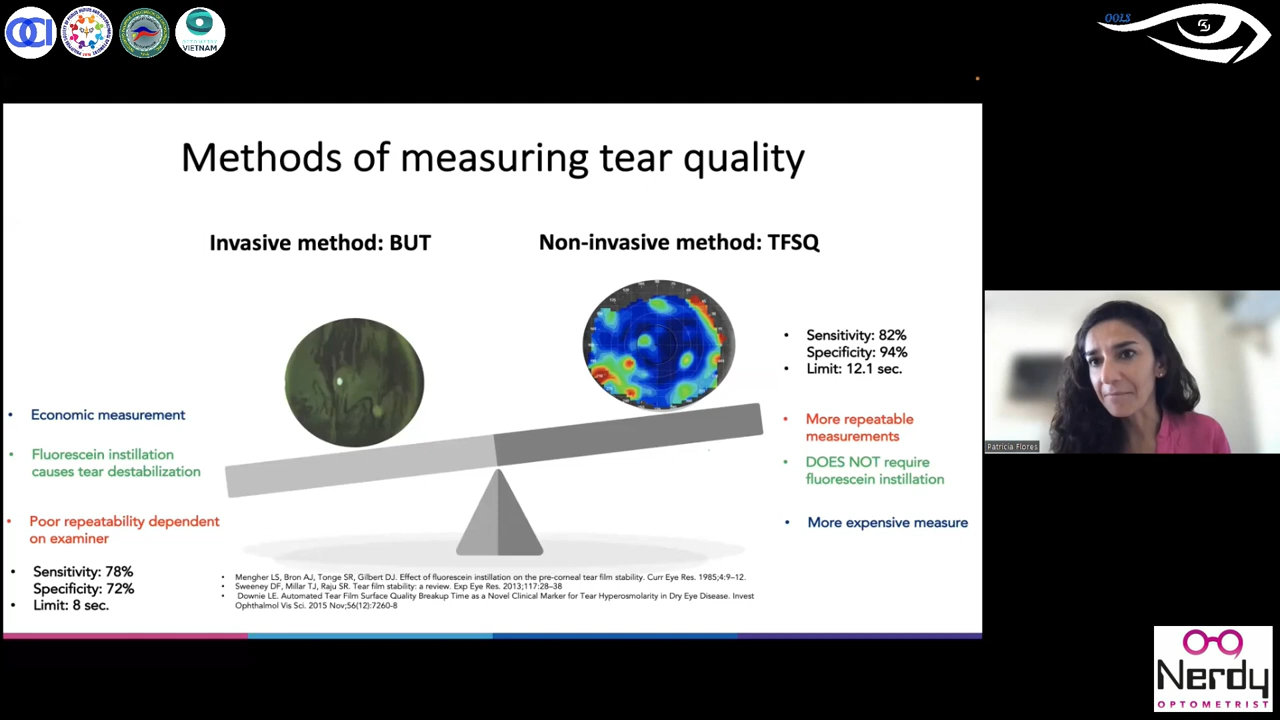 OCI
VIETNAM
OOLS
Methods of measuring tear quality
Invasive method: BUT
Non-invasive method: TFSQ
• Economic measurement
• Fluorescein instillation
causes tear destabilization
• Poor repeatability dependent
on examiner
• Sensitivity: 78%
Specificity: 72%
• Limit: 8 sec.
• Sensitivity: 82%
Specificity: 94%
• Limit: 12.1 sec.
• More repeatable
measurements
• DOES NOT require
fluorescein instillation
• More expensive measure
• Mengher LS, Bron AJ, Tonge SR, Gilbert DJ. Effect of fluorescein instillation on the pre-corneal tear film stability. Curr Eye Res. 1985;4:9–12.
• Sweeney DF, Millar TJ, Raju SR. Tear film stability: a review. Exp Eye Res. 2013;117:28–38
• Downie LE. Automated Tear Film Surface Quality Breakup Time as a Novel Clinical Marker for Tear Hyperosmolarity in Dry Eye Disease. Invest
Ophthalmol Vis Sci. 2015 Nov;56(12):7260-8
Patricia Flores
Nerdy
OPTOMETRIST